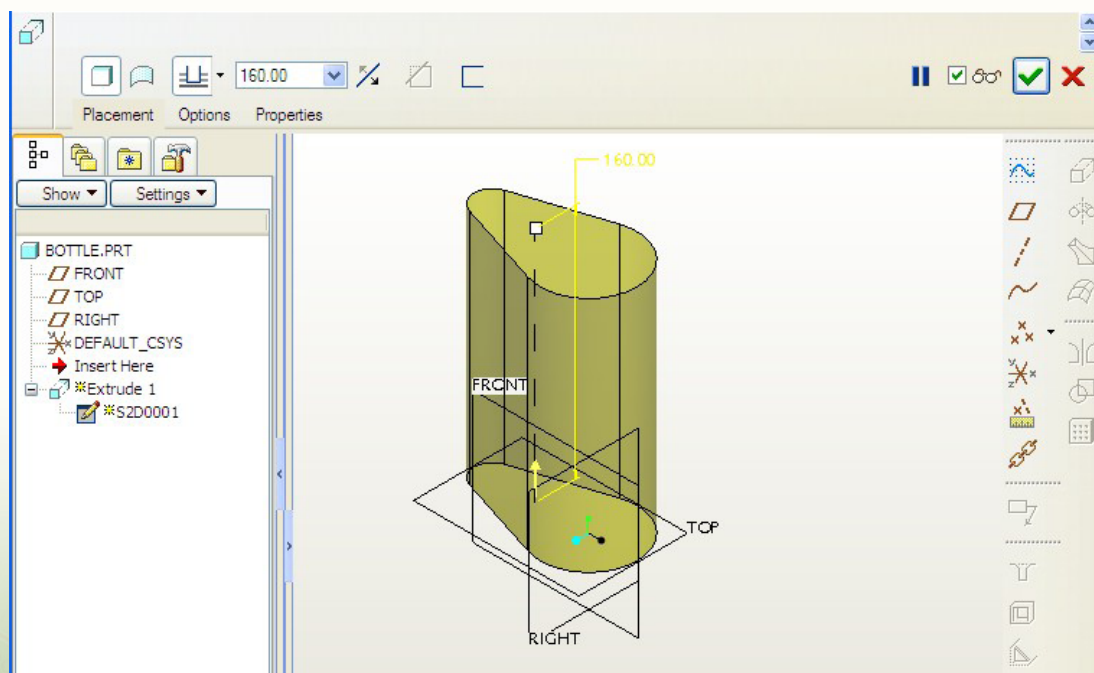 160.00
Placement Options Properties
Show Settings
BOTTLE.PRT
FRONT
TOP
RIGHT
DEFAULT_CSYS
Insert Here
Extrude 1
S2D0001
160.00
FRONT
TOP
RIGHT